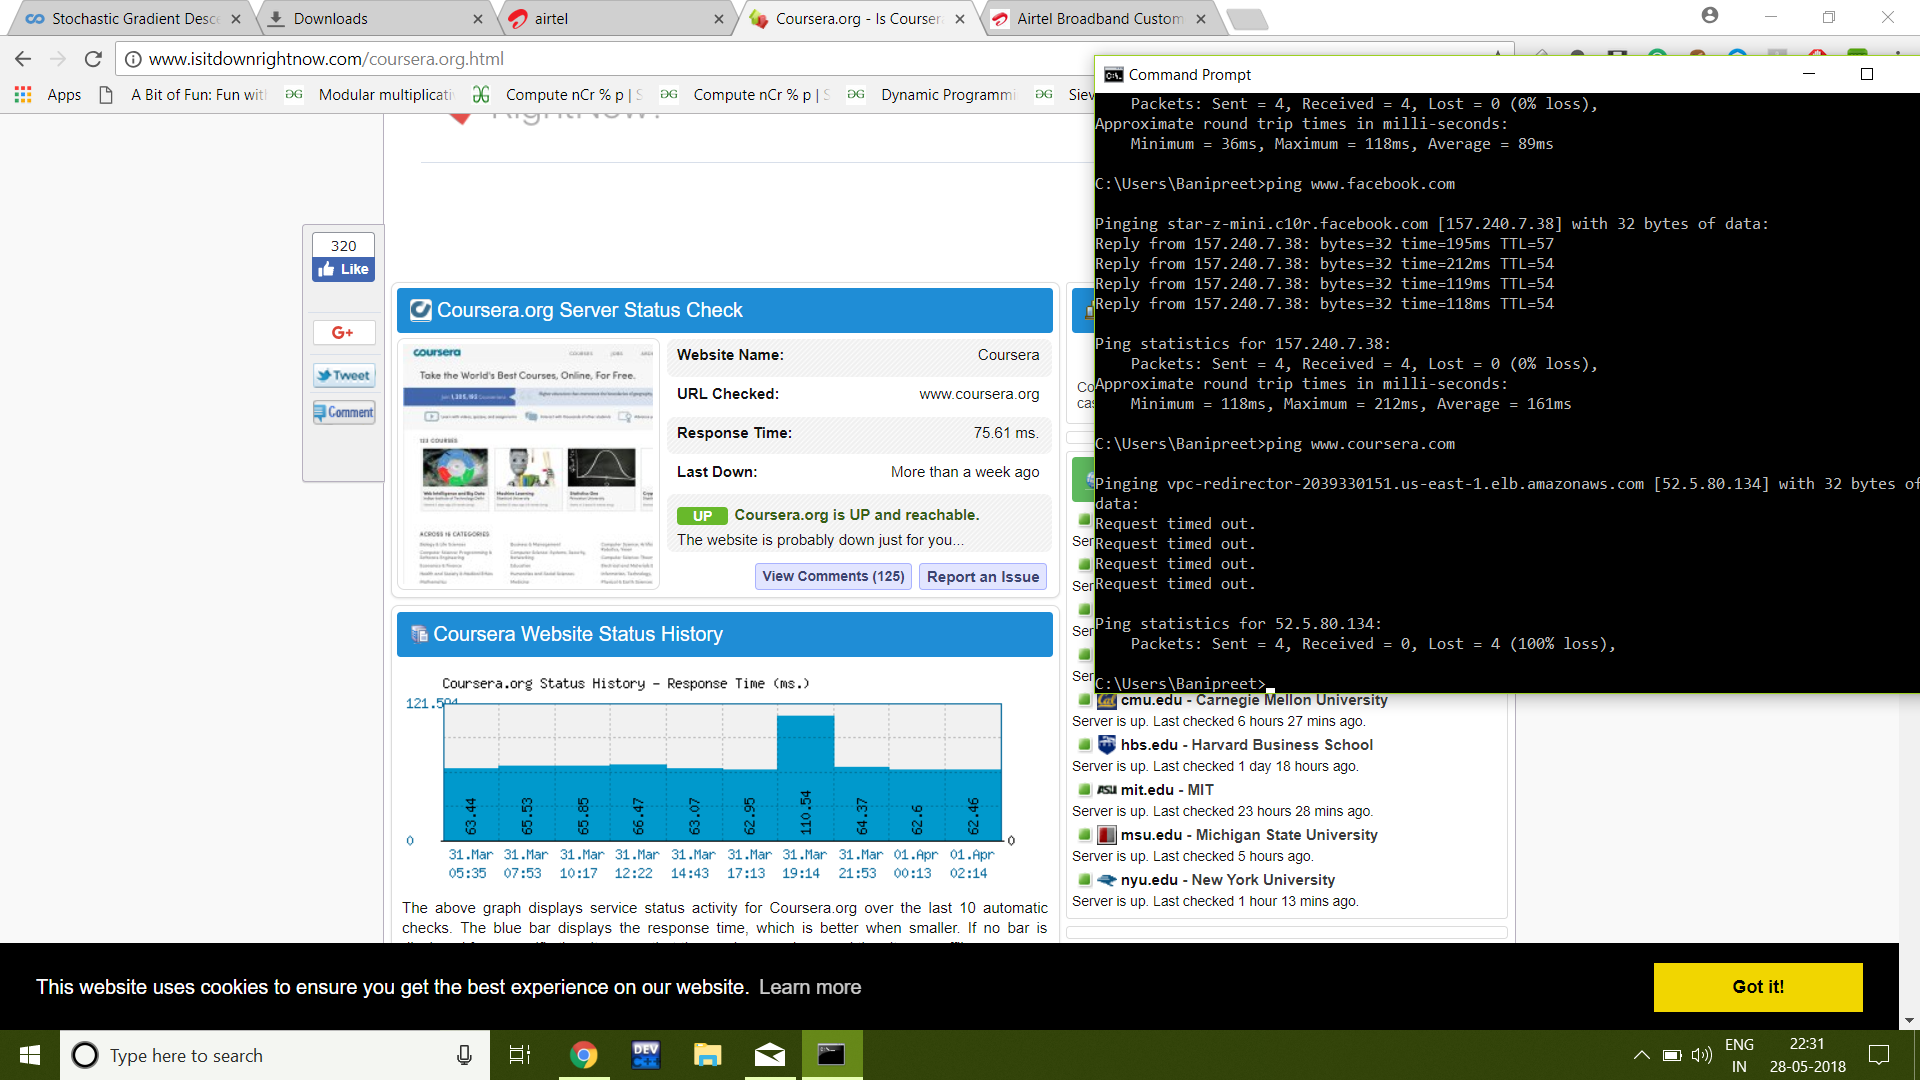 Stochastic Gradient Desce
Downloads
airtel
Coursera.org - Is Courser
Airtel Broadband Custom
www.isitdownrightnow.com/coursera.org.html
Apps
A Bit of Fun: Fun wit
Modular multiplicati
Compute nCr % p | S
Compute nCr % p | S
Dynamic Programmi
Siev
320
Like
G+
Tweet
Comment
Coursera.org Server Status Check
coursera
Take the World's Best Courses, Online, For Free.
Website Name: Coursera
URL Checked: www.coursera.org
Response Time: 75.61 ms.
Last Down: More than a week ago
UP Coursera.org is UP and reachable.
The website is probably down just for you...
View Comments (125) Report an Issue
Coursera Website Status History
Coursera.org Status History - Response Time (ms.)
121.594
63.44 65.53 65.85 66.47 63.07 62.95 110.54 64.37 62.6 62.46
0 0
31.Mar 31.Mar 31.Mar 31.Mar 31.Mar 31.Mar 31.Mar 31.Mar 01.Apr 01.Apr
05:35 07:53 10:17 12:22 14:43 17:13 19:14 21:53 00:13 02:14
The above graph displays service status activity for Coursera.org over the last 10 automatic
checks. The blue bar displays the response time, which is better when smaller. If no bar is
Command Prompt
Packets: Sent = 4, Received = 4, Lost = 0 (0% loss),
Approximate round trip times in milli-seconds:
Minimum = 36ms, Maximum = 118ms, Average = 89ms
C:\Users\Banipreet>ping www.facebook.com
Pinging star-z-mini.c10r.facebook.com [157.240.7.38] with 32 bytes of data:
Reply from 157.240.7.38: bytes=32 time=195ms TTL=57
Reply from 157.240.7.38: bytes=32 time=212ms TTL=54
Reply from 157.240.7.38: bytes=32 time=119ms TTL=54
Reply from 157.240.7.38: bytes=32 time=118ms TTL=54
Ping statistics for 157.240.7.38:
Packets: Sent = 4, Received = 4, Lost = 0 (0% loss),
Approximate round trip times in milli-seconds:
Minimum = 118ms, Maximum = 212ms, Average = 161ms
C:\Users\Banipreet>ping www.coursera.com
Pinging vpc-redirector-2039330151.us-east-1.elb.amazonaws.com [52.5.80.134] with 32 bytes of
data:
Request timed out.
Request timed out.
Request timed out.
Request timed out.
Ping statistics for 52.5.80.134:
Packets: Sent = 4, Received = 0, Lost = 4 (100% loss),
C:\Users\Banipreet>
cmu.edu - Carnegie Mellon University
Server is up. Last checked 6 hours 27 mins ago.
hbs.edu - Harvard Business School
Server is up. Last checked 1 day 18 hours ago.
ASU mit.edu - MIT
Server is up. Last checked 23 hours 28 mins ago.
msu.edu - Michigan State University
Server is up. Last checked 5 hours ago.
nyu.edu - New York University
Server is up. Last checked 1 hour 13 mins ago.
This website uses cookies to ensure you get the best experience on our website. Learn more
Got it!
Type here to search
DEV
ENG
IN
22:31
28-05-2018